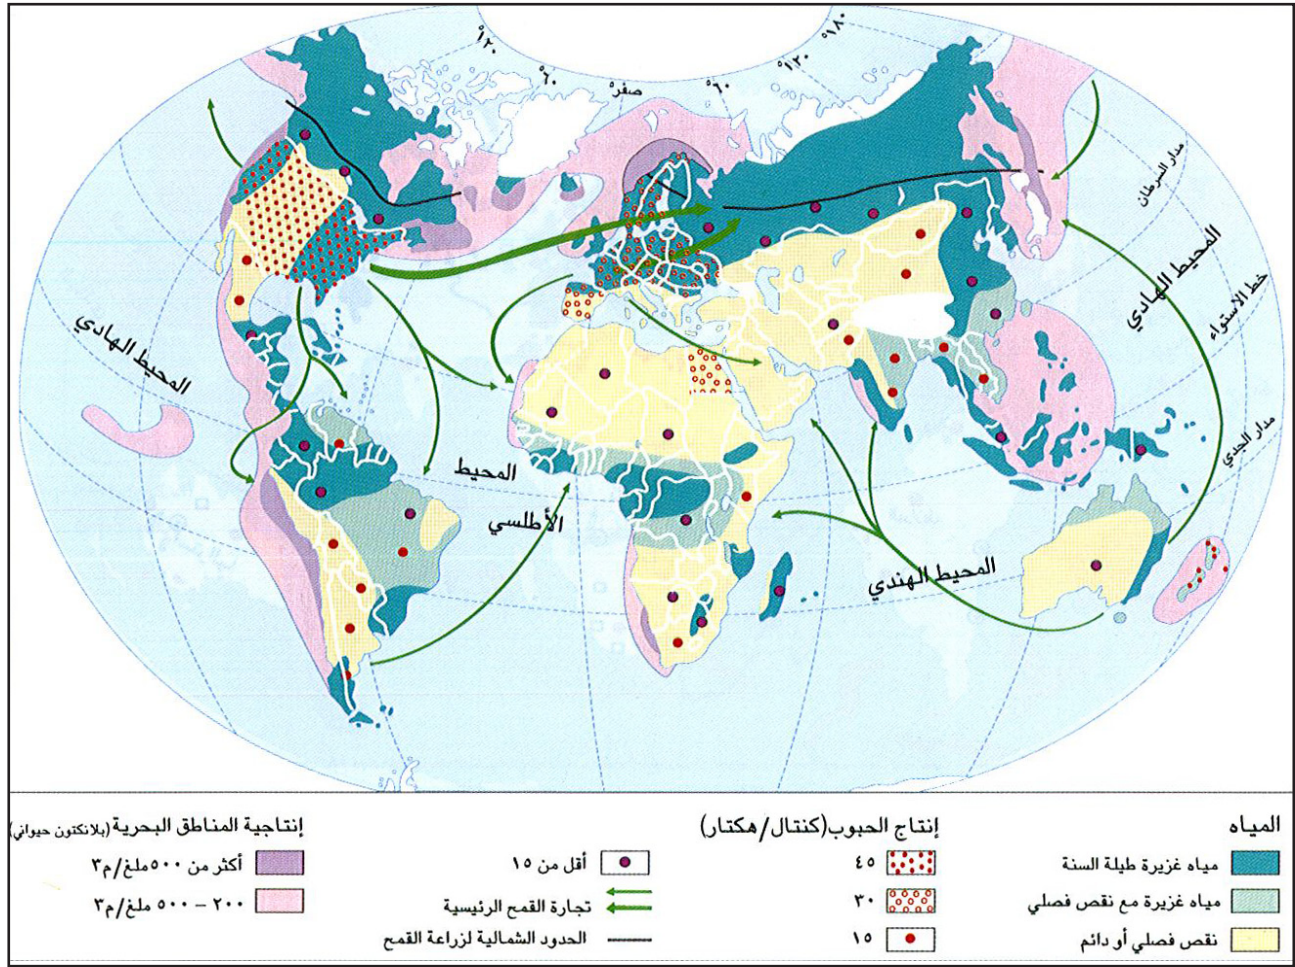 °١٨٠
°١٢٠
°٦٠
صفر
°٦٠
°١٢٠
مدار السرطان
المحيط الهادي
خط الاستواء
مدار الجدي
المحيط الهادي
المحيط
الأطلسي
المحيط الهندي
المياه
مياه غزيرة طيلة السنة
مياه غزيرة مع نقص فصلي
نقص فصلي أو دائم
إنتاج الحبوب(كنتال/هكتار)
٤٥
٣٠
١٥
أقل من ١٥
تجارة القمح الرئيسية
الحدود الشمالية لزراعة القمح
إنتاجية المناطق البحرية (بلانكتون حيواني)
أكثر من ٥٠٠ملغ/م٣
٢٠٠ – ٥٠٠ ملغ/م٣